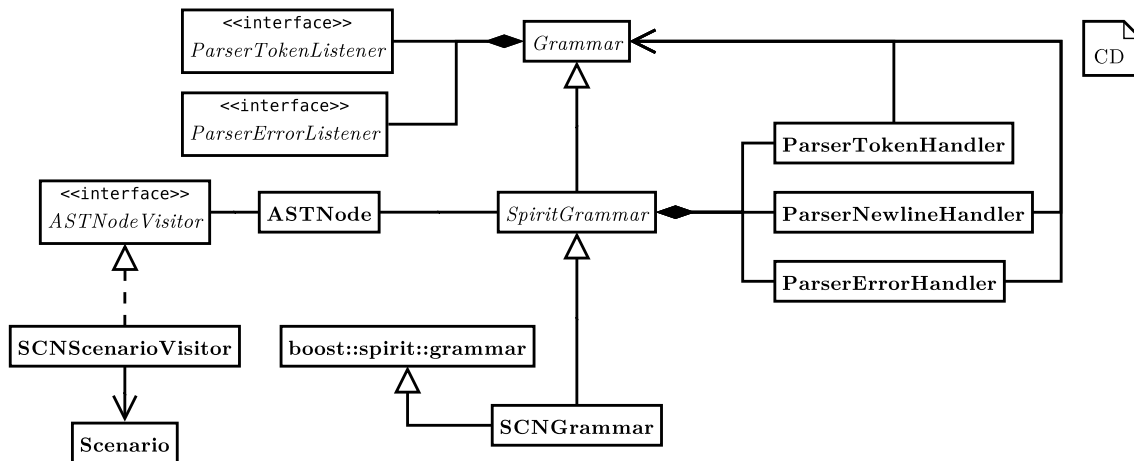 <<interface>>
ParserTokenListener
Grammar
CD
<<interface>>
ParserErrorListener
ParserTokenHandler
<<interface>>
ASTNodeVisitor
ASTNode
SpiritGrammar
ParserNewlineHandler
ParserErrorHandler
SCNScenarioVisitor
boost::spirit::grammar
SCNGrammar
Scenario